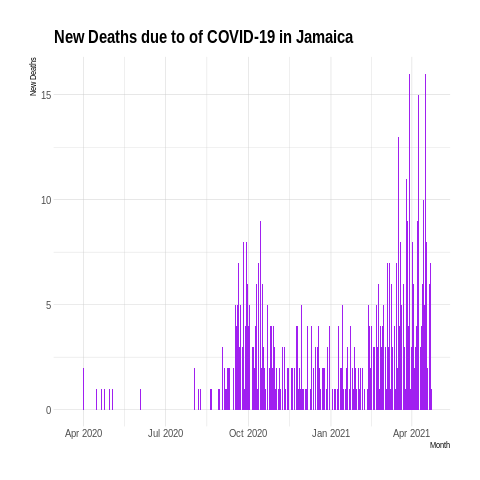 New Deaths due to of COVID-19 in Jamaica
New Deaths
15
10
5
0
Apr 2020 Jul 2020 Oct 2020 Jan 2021 Apr 2021
Month